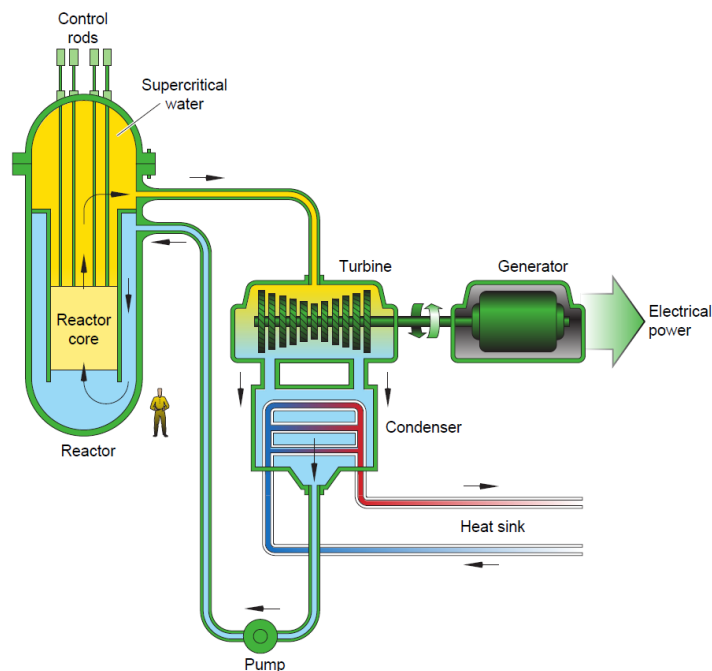 Control
rods
Supercritical
water
Turbine
Generator
Electrical
power
Reactor
core
Condenser
Reactor
Heat sink
Pump